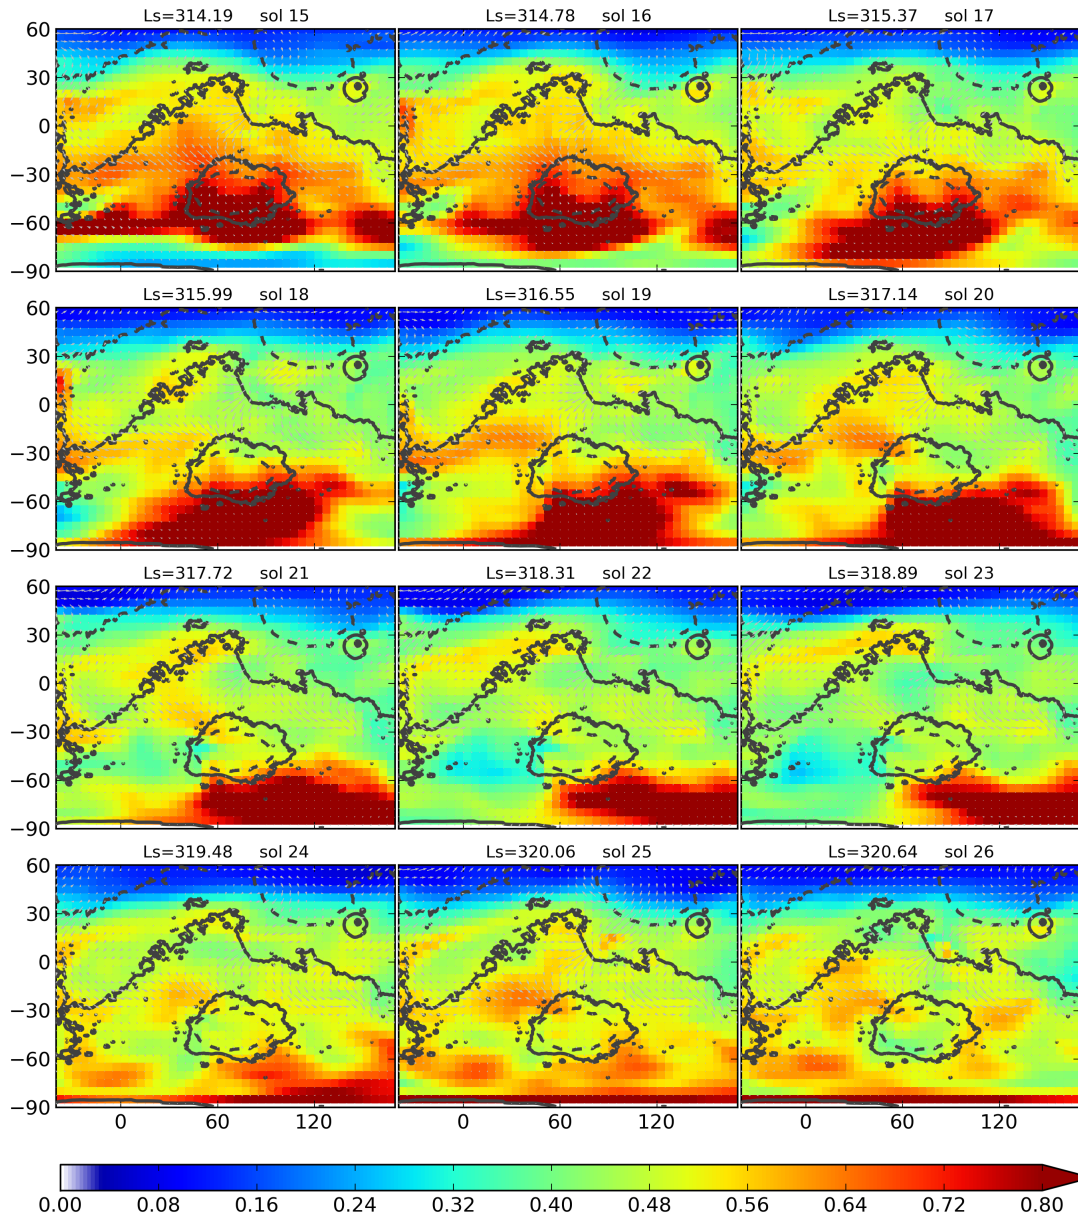 Ls=314.19 sol 15
Ls=314.78 sol 16
Ls=315.37 sol 17
60
30
0
−30
−60
−90
Ls=315.99 sol 18
Ls=316.55 sol 19
Ls=317.14 sol 20
60
30
0
−30
−60
−90
Ls=317.72 sol 21
Ls=318.31 sol 22
Ls=318.89 sol 23
60
30
0
−30
−60
−90
Ls=319.48 sol 24
Ls=320.06 sol 25
Ls=320.64 sol 26
60
30
0
−30
−60
−90
0 60 120 0 60 120 0 60 120
0.00 0.08 0.16 0.24 0.32 0.40 0.48 0.56 0.64 0.72 0.80